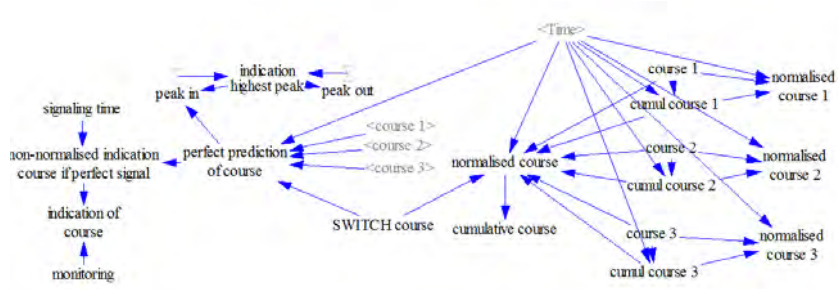 <Time>
indication
highest peak
peak in
peak out
signaling time
non-normalised indication
course if perfect signal
indication of
course
monitoring
perfect prediction
of course
<course 1>
<course 2>
<course 3>
SWITCH course
normalised course
cumulative course
course 1
cumul course 1
normalised
course 1
course 2
cumul course 2
normalised
course 2
course 3
cumul course 3
normalised
course 3